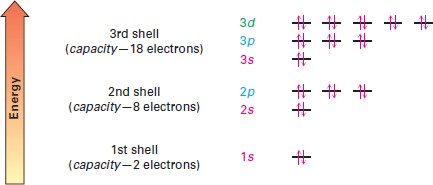 Energy
3rd shell
(capacity—18 electrons)
3d
3p
3s
2nd shell
(capacity—8 electrons)
2p
2s
1st shell
(capacity—2 electrons)
1s